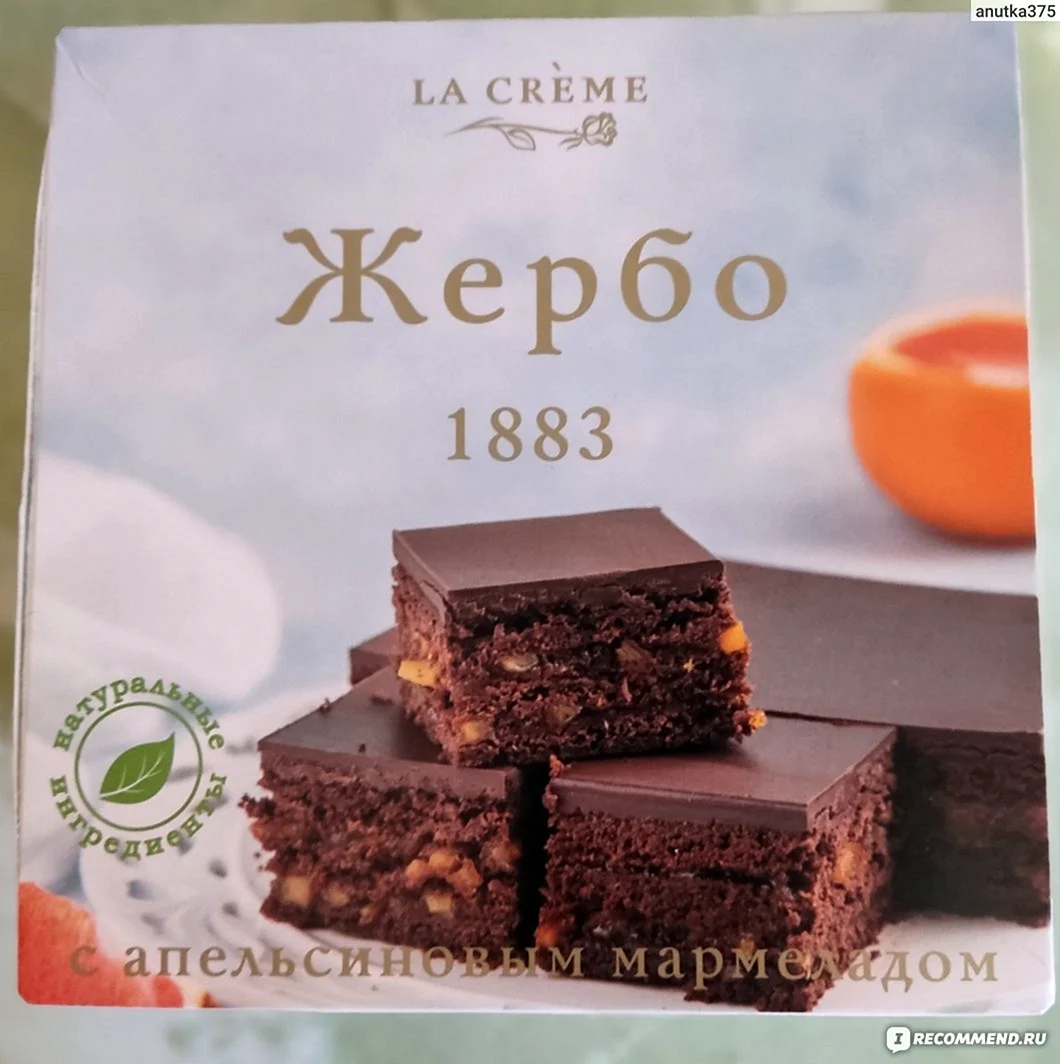 anutka375
LA CRÈME
Жербо
1883
натуральные
ингредиенты
с апельсиновым мармеладом
I RECOMMEND.RU